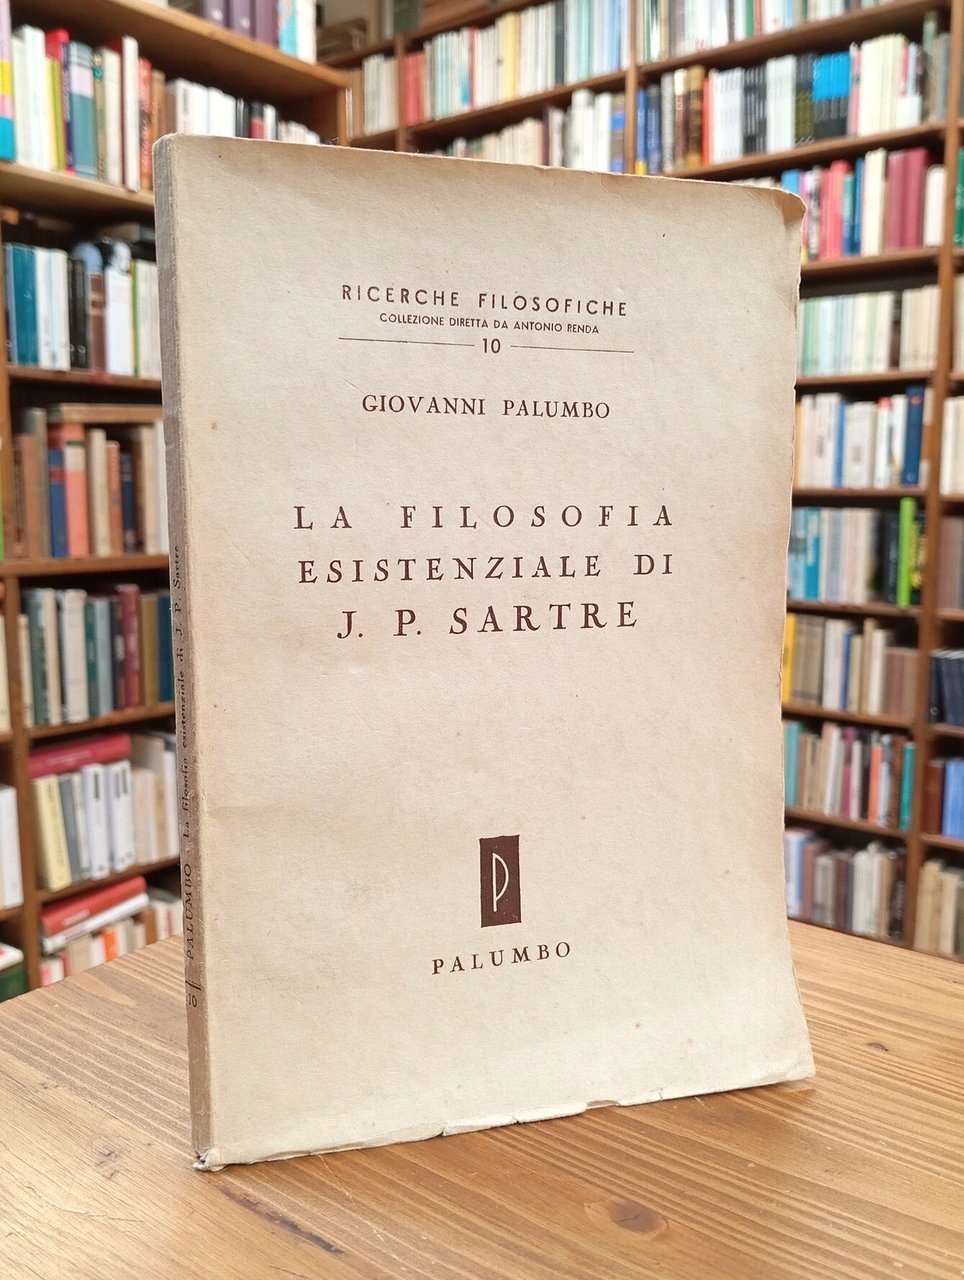 RICERCHE FILOSOFICHE
COLLEZIONE DIRETTA DA ANTONIO RENDA
10
GIOVANNI PALUMBO
LA FILOSOFIA
ESISTENZIALE DI
J. P. SARTRE
P
PALUMBO
PALUMBO : La filosofia esistenziale di J. P. Sartre
10